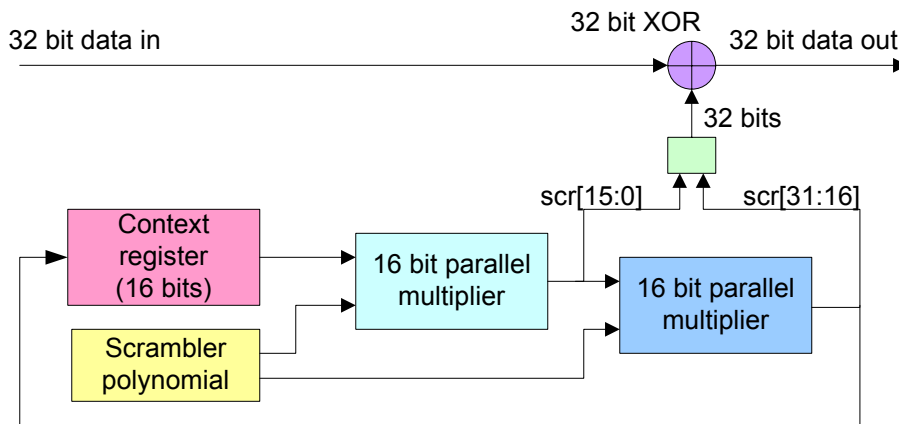 32 bit XOR
32 bit data in
32 bit data out
32 bits
scr[15:0]
scr[31:16]
Context
register
(16 bits)
16 bit parallel
multiplier
16 bit parallel
multiplier
Scrambler
polynomial